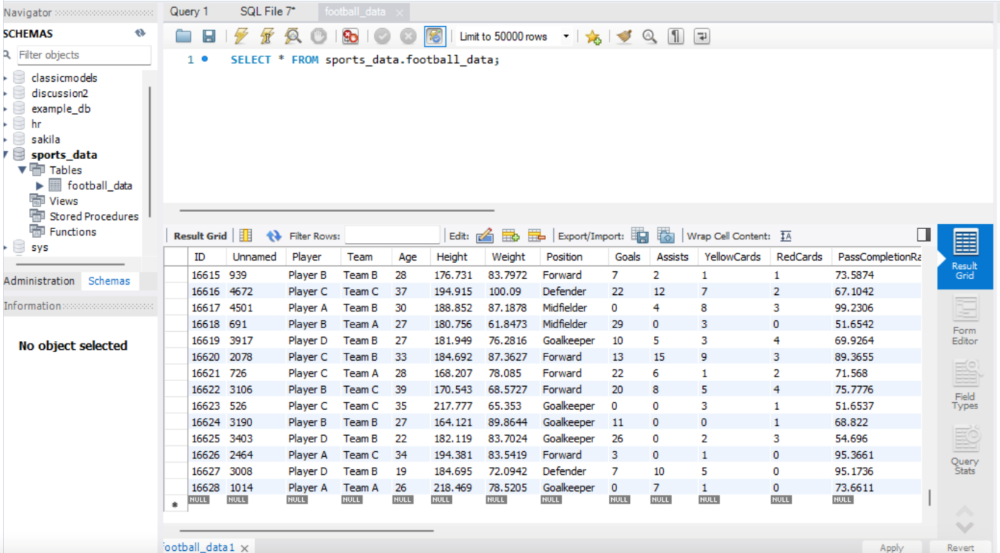 Navigator
Query 1 SQL File 7* football_data
SCHEMAS
Limit to 50000 rows
Filter objects
1 SELECT * FROM sports_data.football_data;
classicmodels
discussion2
example_db
hr
sakila
sports_data
Tables
football_data
Views
Stored Procedures
Functions
sys
Administration Schemas
Information
No object selected
Result Grid Filter Rows: Edit: Export/Import: Wrap Cell Content: IA
ID Unnamed Player Team Age Height Weight Position Goals Assists YellowCards RedCards PassCompletionRa
16615 939 Player B Team B 28 176.731 83.7972 Forward 7 2 1 1 73.5874
16616 4672 Player C Team C 37 194.915 100.09 Defender 22 12 7 2 67.1042
16617 4501 Player A Team B 30 188.852 87.1878 Midfielder 0 4 8 3 99.2306
16618 691 Player B Team A 27 180.756 61.8473 Midfielder 29 0 3 0 51.6542
16619 3917 Player D Team B 27 181.949 76.2816 Goalkeeper 10 5 3 4 69.9264
16620 2078 Player C Team B 33 184.692 87.3627 Forward 13 15 9 3 89.3655
16621 726 Player C Team A 28 168.207 78.085 Forward 22 6 1 2 71.568
16622 3106 Player B Team C 39 170.543 68.5727 Forward 20 8 5 4 75.7776
16623 526 Player C Team C 35 217.777 65.353 Goalkeeper 0 0 3 1 51.6537
16624 3190 Player B Team B 27 164.121 89.8644 Goalkeeper 11 0 0 1 68.822
16625 3403 Player D Team B 22 182.119 83.7024 Goalkeeper 26 0 2 3 54.696
16626 2464 Player A Team C 34 194.381 83.5419 Forward 3 0 1 0 95.3661
16627 3008 Player D Team B 19 184.695 72.0942 Defender 7 10 5 0 95.1736
16628 1014 Player A Team A 26 218.469 78.5205 Goalkeeper 0 7 1 0 73.6611
* NULL NULL NULL NULL NULL NULL NULL NULL NULL NULL NULL NULL NULL
Result
Grid
Form
Editor
Field
Types
Query
Stats
football_data1 Apply Revert